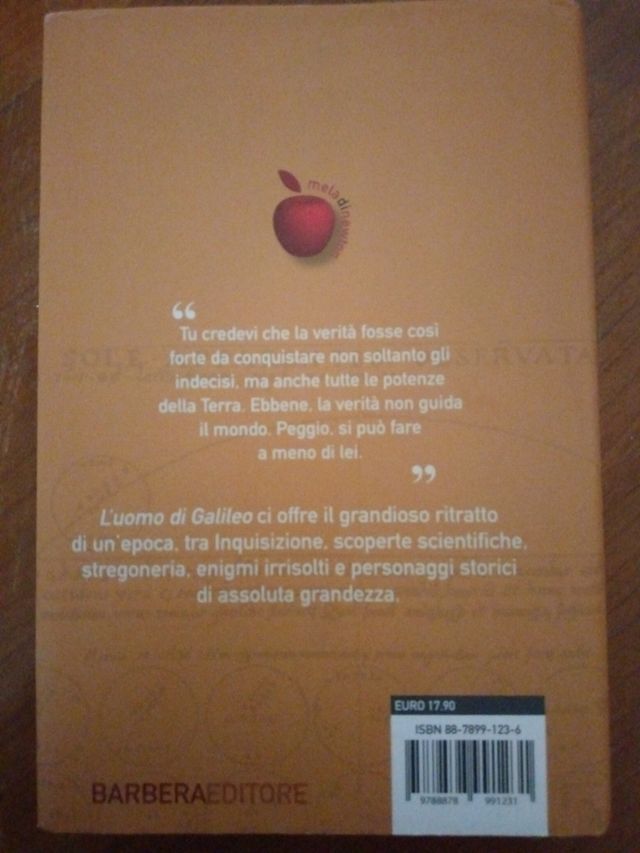 meladinewton
“
Tu credevi che la verità fosse così
forte da conquistare non soltanto gli
indecisi, ma anche tutte le potenze
della Terra. Ebbene, la verità non guida
il mondo. Peggio, si può fare
a meno di lei.
”
L'uomo di Galileo ci offre il grandioso ritratto
di un'epoca, tra Inquisizione, scoperte scientifiche,
stregoneria, enigmi irrisolti e personaggi storici
di assoluta grandezza.
EURO 17.90
ISBN 88-7899-123-6
9788878 991231
BARBERAEDITORE